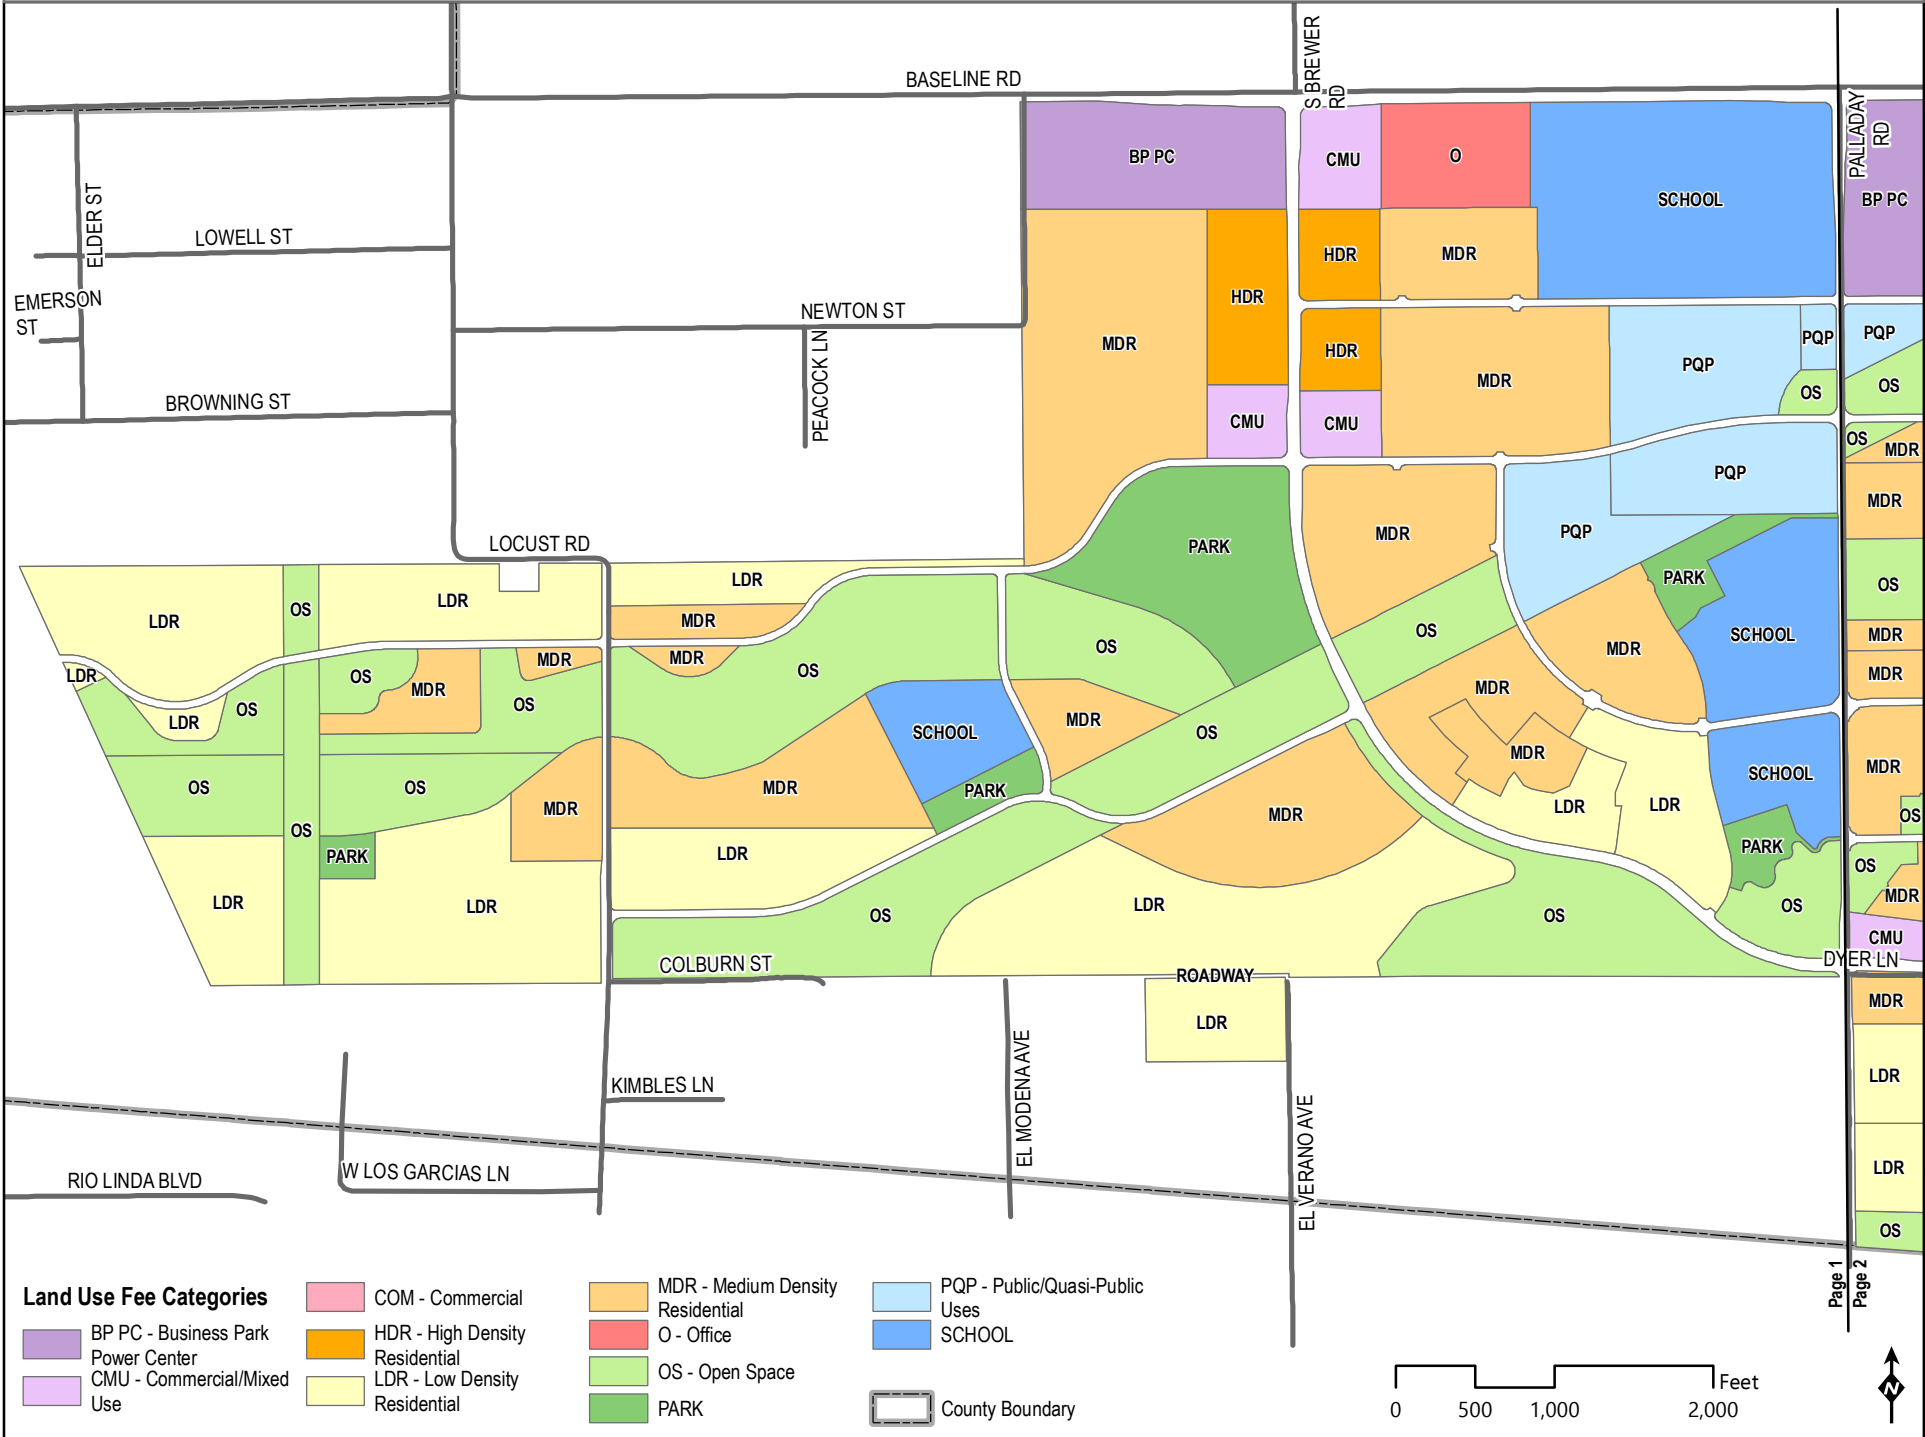 BASELINE RD
S BREWER
RD
PALLADAY
RD
ELDER ST
LOWELL ST
EMERSON
ST
BROWNING ST
NEWTON ST
PEACOCK LN
LOCUST RD
BP PC
CMU
O
SCHOOL
BP PC
HDR
MDR
HDR
MDR
HDR
MDR
PQP
PQP
PQP
OS
OS
CMU
CMU
OS
MDR
PQP
MDR
MDR
PQP
PARK
PARK
OS
LDR
OS
LDR
LDR
MDR
OS
SCHOOL
MDR
MDR
LDR
OS
MDR
MDR
MDR
OS
OS
MDR
MDR
LDR
OS
OS
MDR
SCHOOL
MDR
OS
MDR
SCHOOL
MDR
OS
OS
MDR
MDR
PARK
MDR
LDR
LDR
OS
OS
PARK
LDR
PARK
OS
LDR
LDR
OS
LDR
OS
OS
MDR
CMU
DYER LN
COLBURN ST
ROADWAY
LDR
MDR
LDR
LDR
OS
KIMBLES LN
EL MODENA AVE
EL VERANO AVE
W LOS GARCIAS LN
RIO LINDA BLVD
Page 1
Page 2
Land Use Fee Categories
BP PC - Business Park
Power Center
CMU - Commercial/Mixed
Use
COM - Commercial
HDR - High Density
Residential
LDR - Low Density
Residential
MDR - Medium Density
Residential
O - Office
OS - Open Space
PARK
PQP - Public/Quasi-Public
Uses
SCHOOL
County Boundary
Feet
0 500 1,000 2,000
N